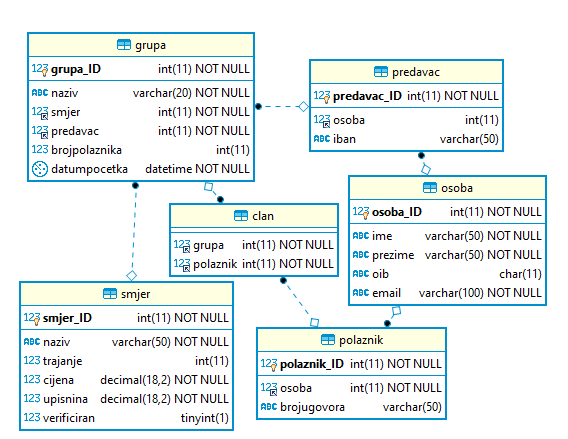 grupa
123 grupa_ID int(11) NOT NULL
ABC naziv varchar(20) NOT NULL
123 smjer int(11) NOT NULL
123 predavac int(11) NOT NULL
123 brojpolaznika int(11)
datumpocetka datetime NOT NULL
predavac
123 predavac_ID int(11) NOT NULL
123 osoba int(11)
ABC iban varchar(50)
osoba
123 osoba_ID int(11) NOT NULL
ABC ime varchar(50) NOT NULL
ABC prezime varchar(50) NOT NULL
ABC oib char(11)
ABC email varchar(100) NOT NULL
clan
123 grupa int(11) NOT NULL
123 polaznik int(11) NOT NULL
smjer
123 smjer_ID int(11) NOT NULL
ABC naziv varchar(50) NOT NULL
123 trajanje int(11)
123 cijena decimal(18,2) NOT NULL
123 upisnina decimal(18,2) NOT NULL
123 verificiran tinyint(1)
polaznik
123 polaznik_ID int(11) NOT NULL
123 osoba int(11) NOT NULL
ABC brojugovora varchar(50)